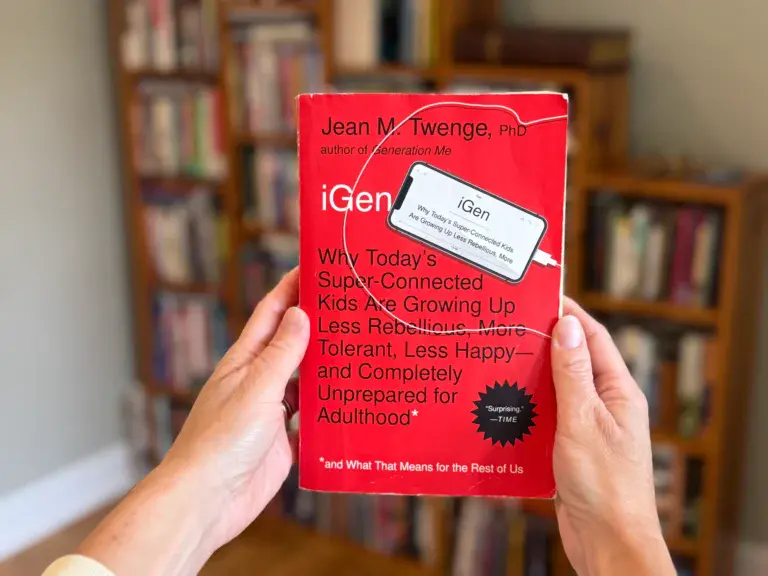 Jean M. Twenge, PhD
author of Generation Me
iGen
iGen
Why Today's Super-Connected Kids
Are Growing Up Less Rebellious, More
Why Today's
Super-Connected
Kids Are Growing Up
Less Rebellious, More
Tolerant, Less Happy—
and Completely
Unprepared for
Adulthood*
"Surprising."
—TIME
*and What That Means for the Rest of Us